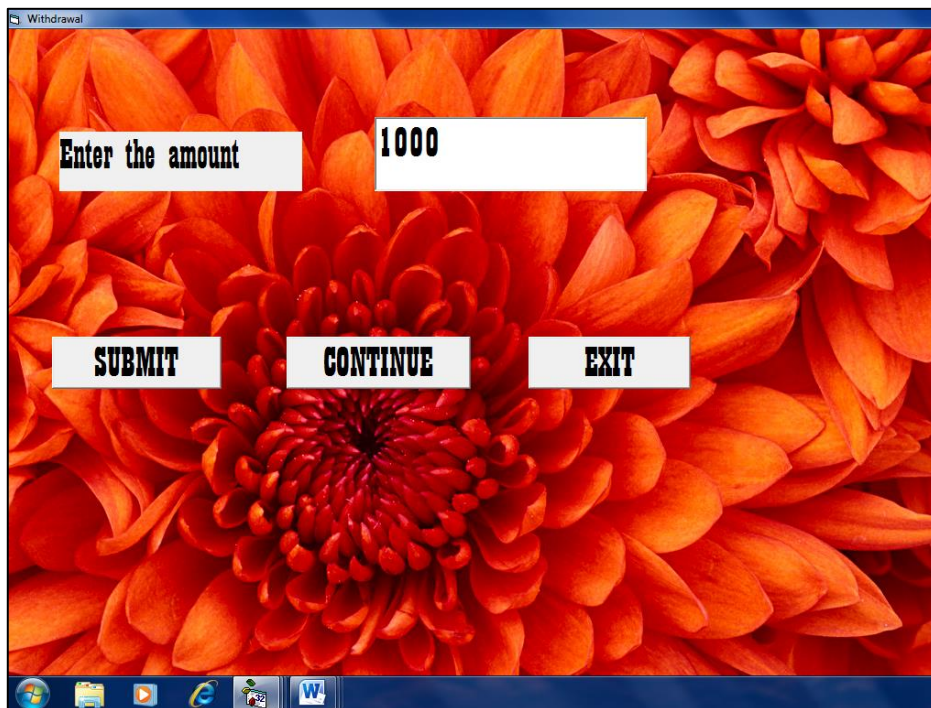 Withdrawal
Enter the amount
1000
SUBMIT
CONTINUE
EXIT